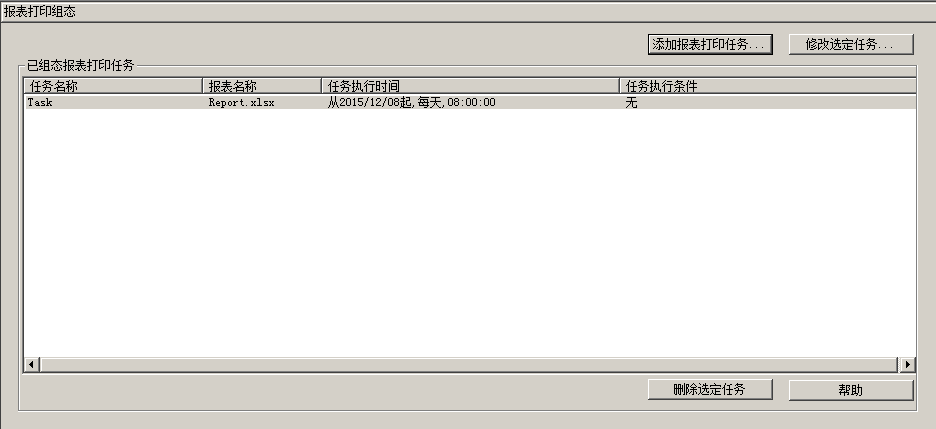 报表打印组态
添加报表打印任务... 修改选定任务...
已组态报表打印任务
任务名称 报表名称 任务执行时间 任务执行条件
Task Report.xlsx 从2015/12/08起,每天,08:00:00 无
删除选定任务 帮助